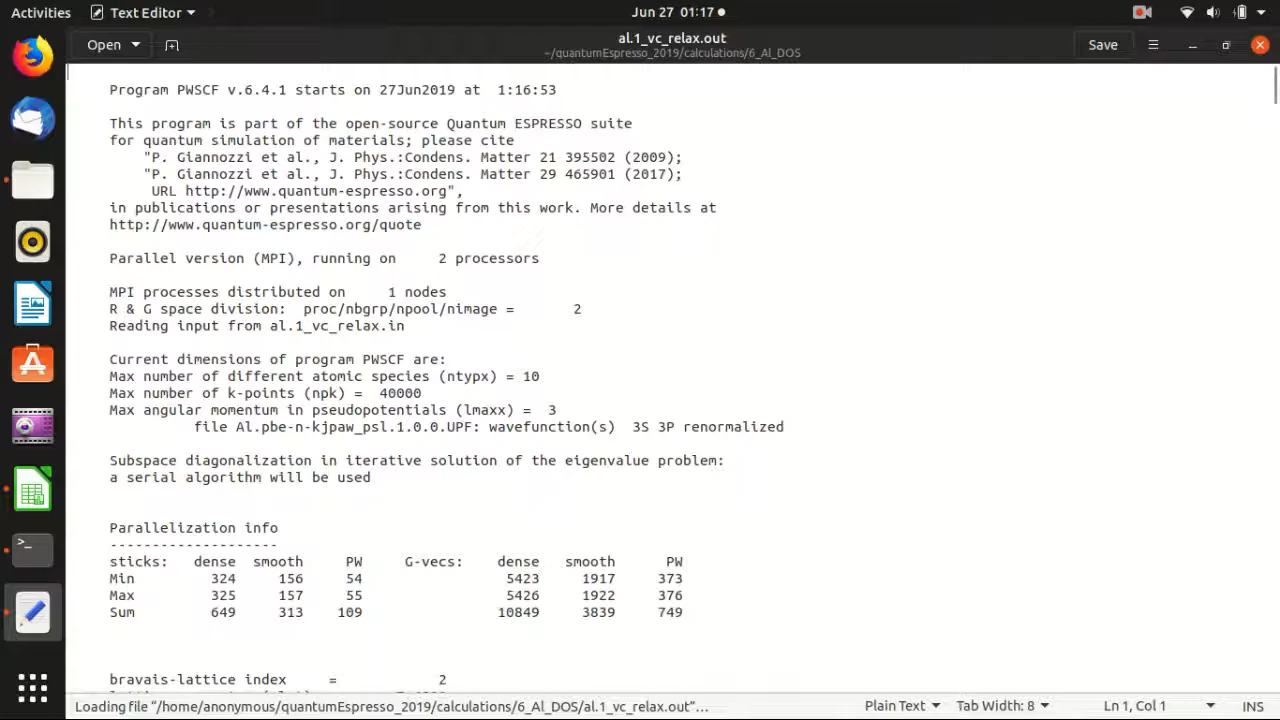 Activities Text Editor Jun 27 01:17
Open al.1_vc_relax.out Save
~/quantumEspresso_2019/calculations/6_Al_DOS
Program PWSCF v.6.4.1 starts on 27Jun2019 at  1:16:53
This program is part of the open-source Quantum ESPRESSO suite
for quantum simulation of materials; please cite
"P. Giannozzi et al., J. Phys.:Condens. Matter 21 395502 (2009);
"P. Giannozzi et al., J. Phys.:Condens. Matter 29 465901 (2017);
URL http://www.quantum-espresso.org",
in publications or presentations arising from this work. More details at
http://www.quantum-espresso.org/quote
Parallel version (MPI), running on     2 processors
MPI processes distributed on     1 nodes
R & G space division:  proc/nbgrp/npool/nimage =       2
Reading input from al.1_vc_relax.in
Current dimensions of program PWSCF are:
Max number of different atomic species (ntypx) = 10
Max number of k-points (npk) =  40000
Max angular momentum in pseudopotentials (lmaxx) =  3
file Al.pbe-n-kjpaw_psl.1.0.0.UPF: wavefunction(s)  3S 3P renormalized
Subspace diagonalization in iterative solution of the eigenvalue problem:
a serial algorithm will be used
Parallelization info
--------------------
sticks:   dense  smooth     PW     G-vecs:    dense   smooth      PW
Min         324     156     54                 5423     1917     373
Max         325     157     55                 5426     1922     376
Sum         649     313    109                10849     3839     749
bravais-lattice index     =            2
Loading file "/home/anonymous/quantumEspresso_2019/calculations/6_Al_DOS/al.1_vc_relax.out"… Plain Text Tab Width: 8 Ln 1, Col 1 INS